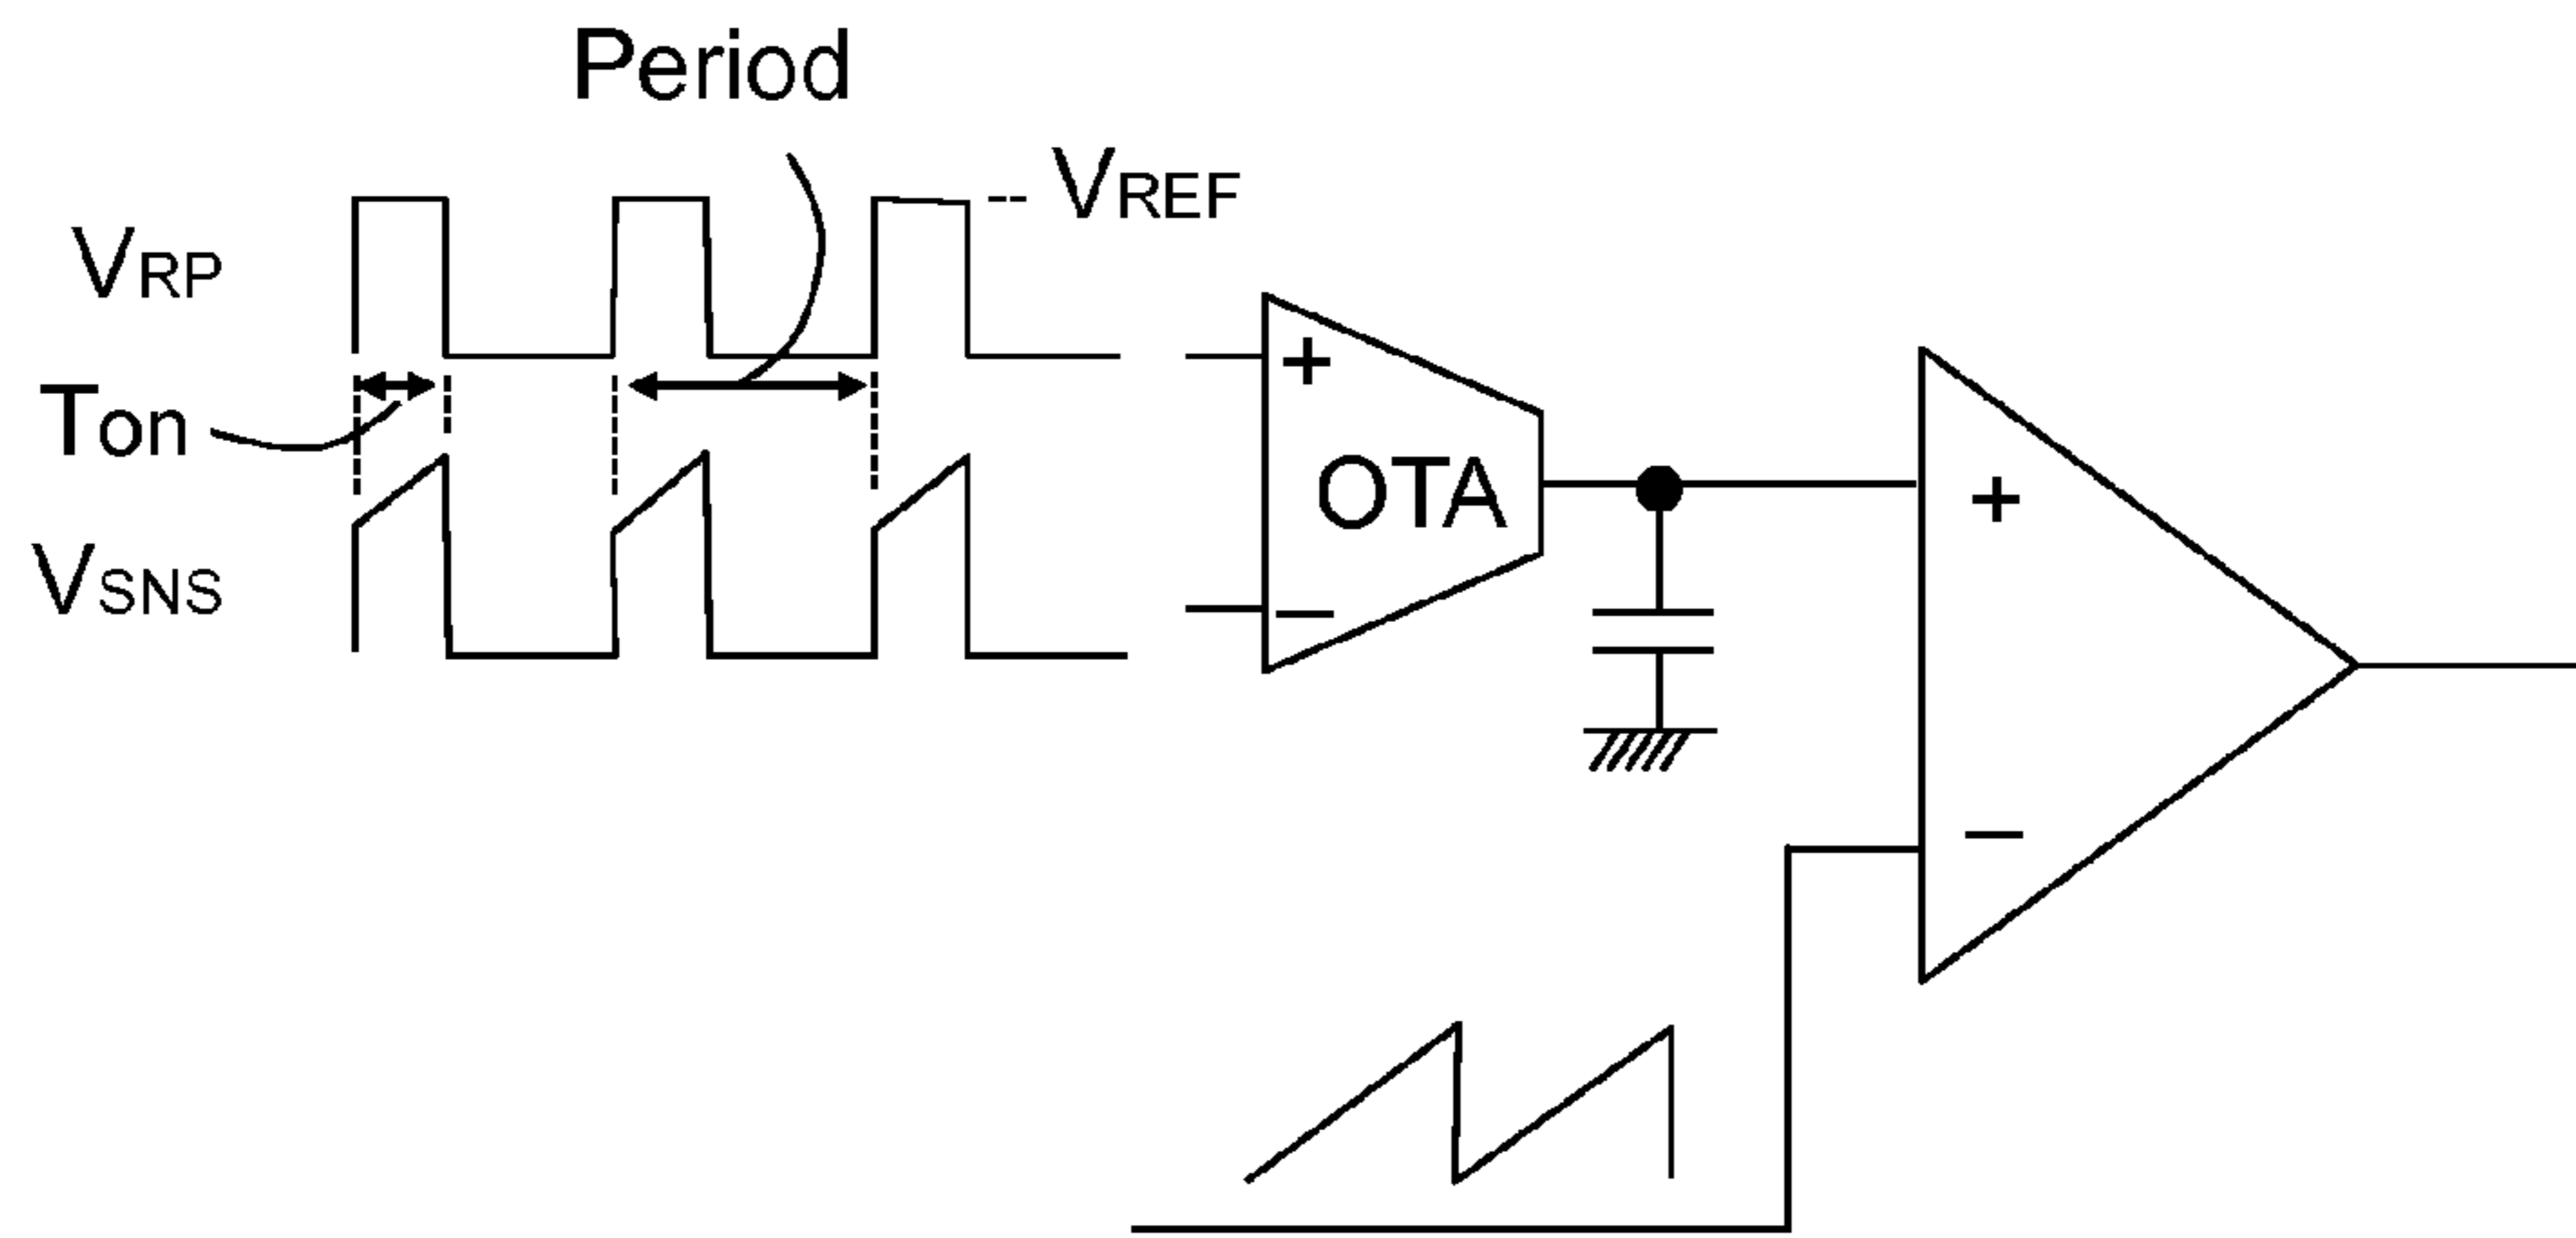 Period
VREF
VRP
Ton
VSNS
+
−
OTA
+
−